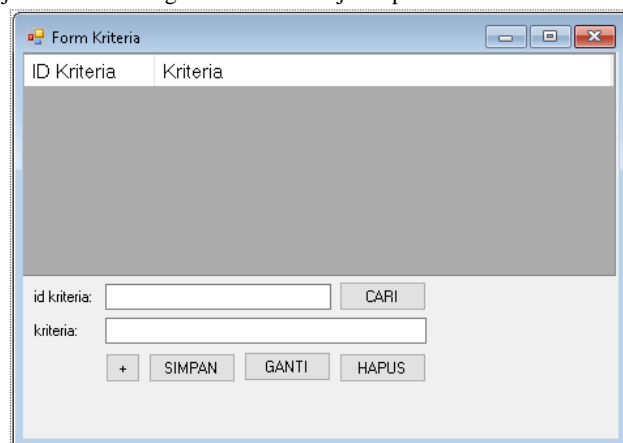 Form Kriteria
ID Kriteria Kriteria
id kriteria: CARI
kriteria:
+ SIMPAN GANTI HAPUS